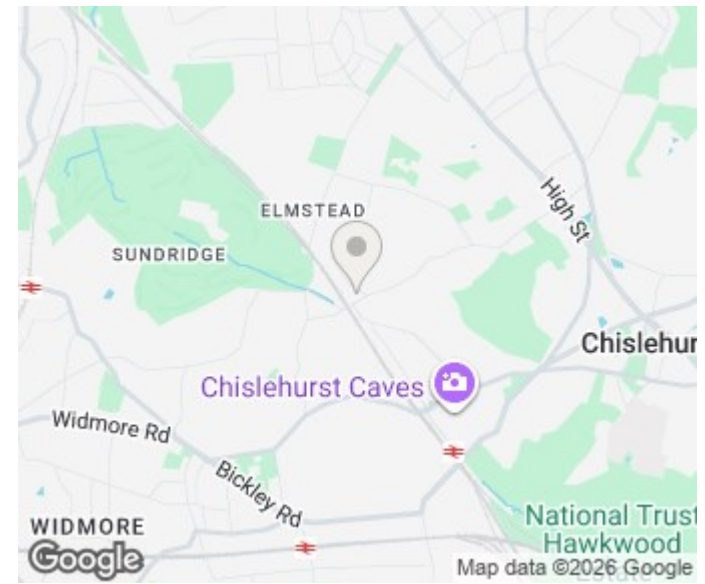 ELMSTEAD
High St
SUNDRIDGE
Chislehur
Chislehurst Caves
Widmore Rd
Bickley Rd
WIDMORE
National Trust
Hawkwood
Estate
Google
Map data ©2026 Google